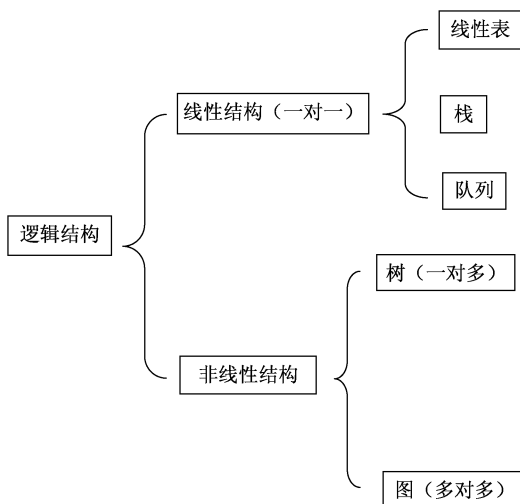 线性表
线性结构（一对一）
栈
队列
逻辑结构
树（一对多）
非线性结构
图（多对多）